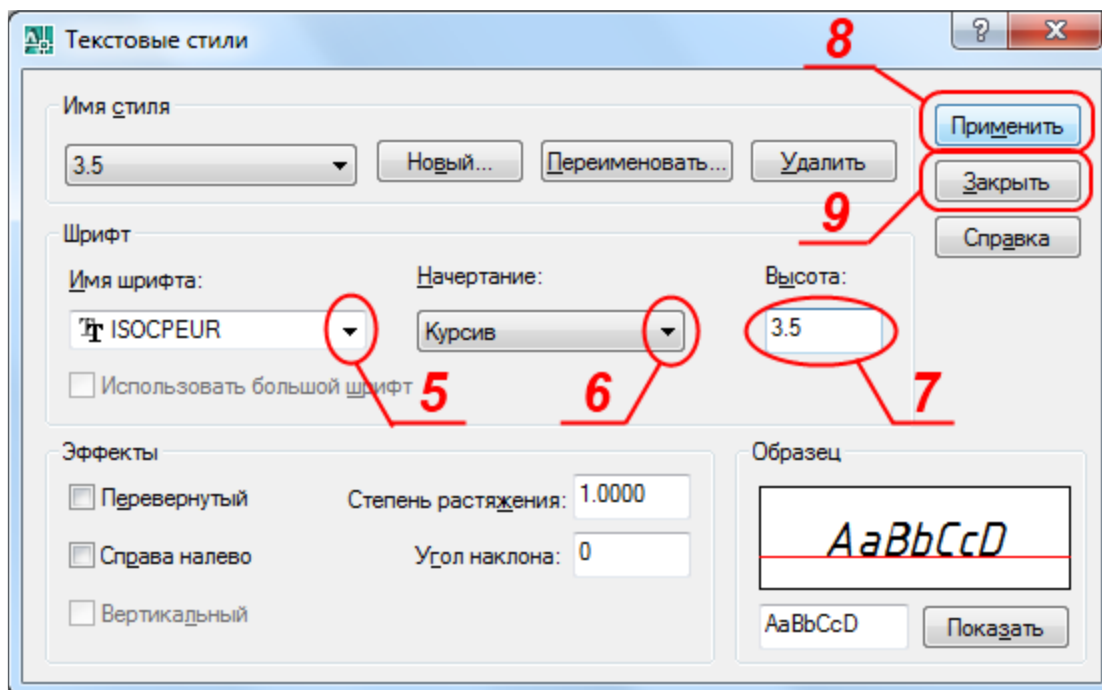 Текстовые стили
8
Имя стиля
Применить
3.5
Новый...
Переименовать...
Удалить
Закрыть
9
Шрифт
Справка
Имя шрифта:
Начертание:
Высота:
ISOCPEUR
Курсив
3.5
Использовать большой шрифт
5
6
7
Эффекты
Образец
Перевернутый
Степень растяжения:
1.0000
AaBbCcD
Справа налево
Угол наклона:
0
Вертикальный
AaBbCcD
Показать